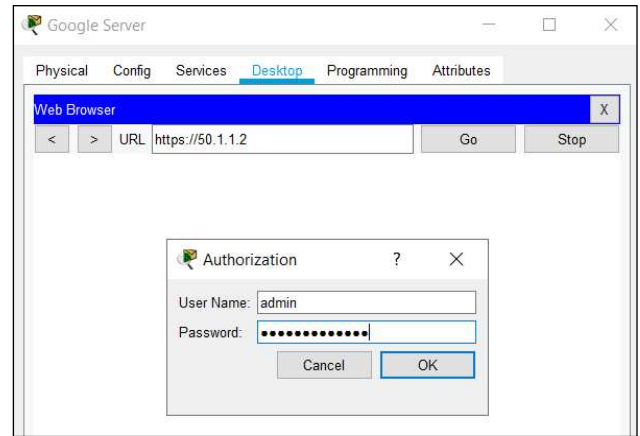 Google Server
Physical Config Services Desktop Programming Attributes
Web Browser X
< > URL https://50.1.1.2 Go Stop
Authorization ?
User Name: admin
Password: •••••••••••••
Cancel OK